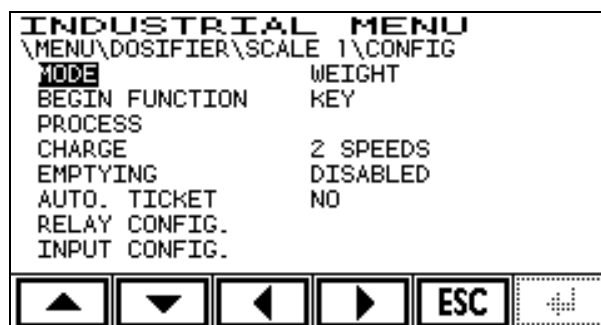 INDUSTRIAL MENU
\MENU\DOSIFIER\SCALE 1\CONFIG
MODE WEIGHT
BEGIN FUNCTION KEY
PROCESS
CHARGE 2 SPEEDS
EMPTYING DISABLED
AUTO. TICKET NO
RELAY CONFIG.
INPUT CONFIG.
ESC